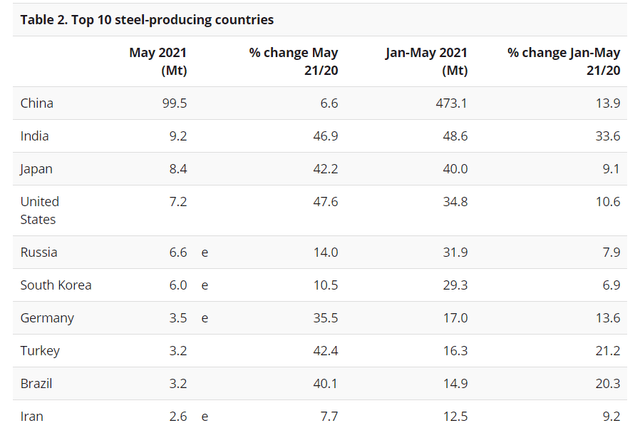 Table 2. Top 10 steel-producing countries
May 2021 (Mt) % change May 21/20 Jan-May 2021 (Mt) % change Jan-May 21/20
China 99.5 6.6 473.1 13.9
India 9.2 46.9 48.6 33.6
Japan 8.4 42.2 40.0 9.1
United States 7.2 47.6 34.8 10.6
Russia 6.6 e 14.0 31.9 7.9
South Korea 6.0 e 10.5 29.3 6.9
Germany 3.5 e 35.5 17.0 13.6
Turkey 3.2 42.4 16.3 21.2
Brazil 3.2 40.1 14.9 20.3
Iran 2.6 e 7.7 12.5 9.2